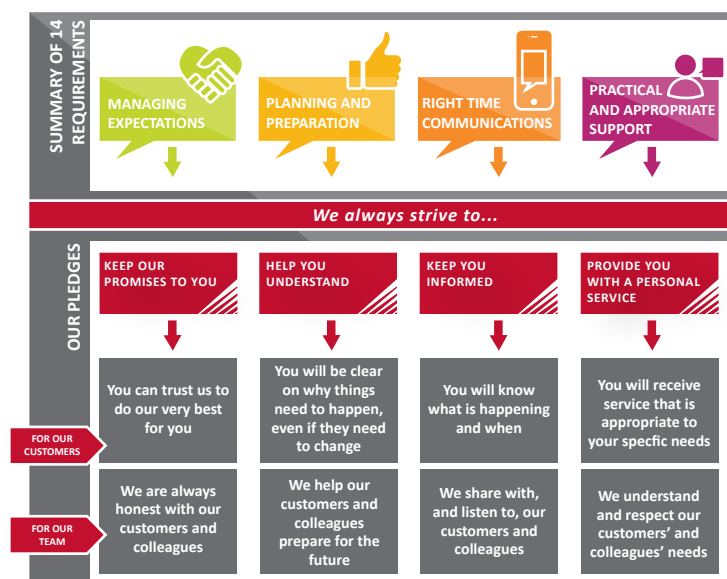 SUMMARY OF 14
REQUIREMENTS
MANAGING
EXPECTATIONS
PLANNING AND
PREPARATION
RIGHT TIME
COMMUNICATIONS
PRACTICAL
AND APPROPRIATE
SUPPORT
We always strive to...
OUR PLEDGES
KEEP OUR
PROMISES TO YOU
HELP YOU
UNDERSTAND
KEEP YOU
INFORMED
PROVIDE YOU
WITH A PERSONAL
SERVICE
FOR OUR
CUSTOMERS
You can trust us to
do our very best
for you
You will be clear
on why things
need to happen,
even if they need
to change
You will know
what is happening
and when
You will receive
service that is
appropriate to
your specfic needs
FOR OUR
TEAM
We are always
honest with our
customers and
colleagues
We help our
customers and
colleagues
prepare for the
future
We share with,
and listen to, our
customers and
colleagues
We understand
and respect our
customers’ and
colleagues’ needs